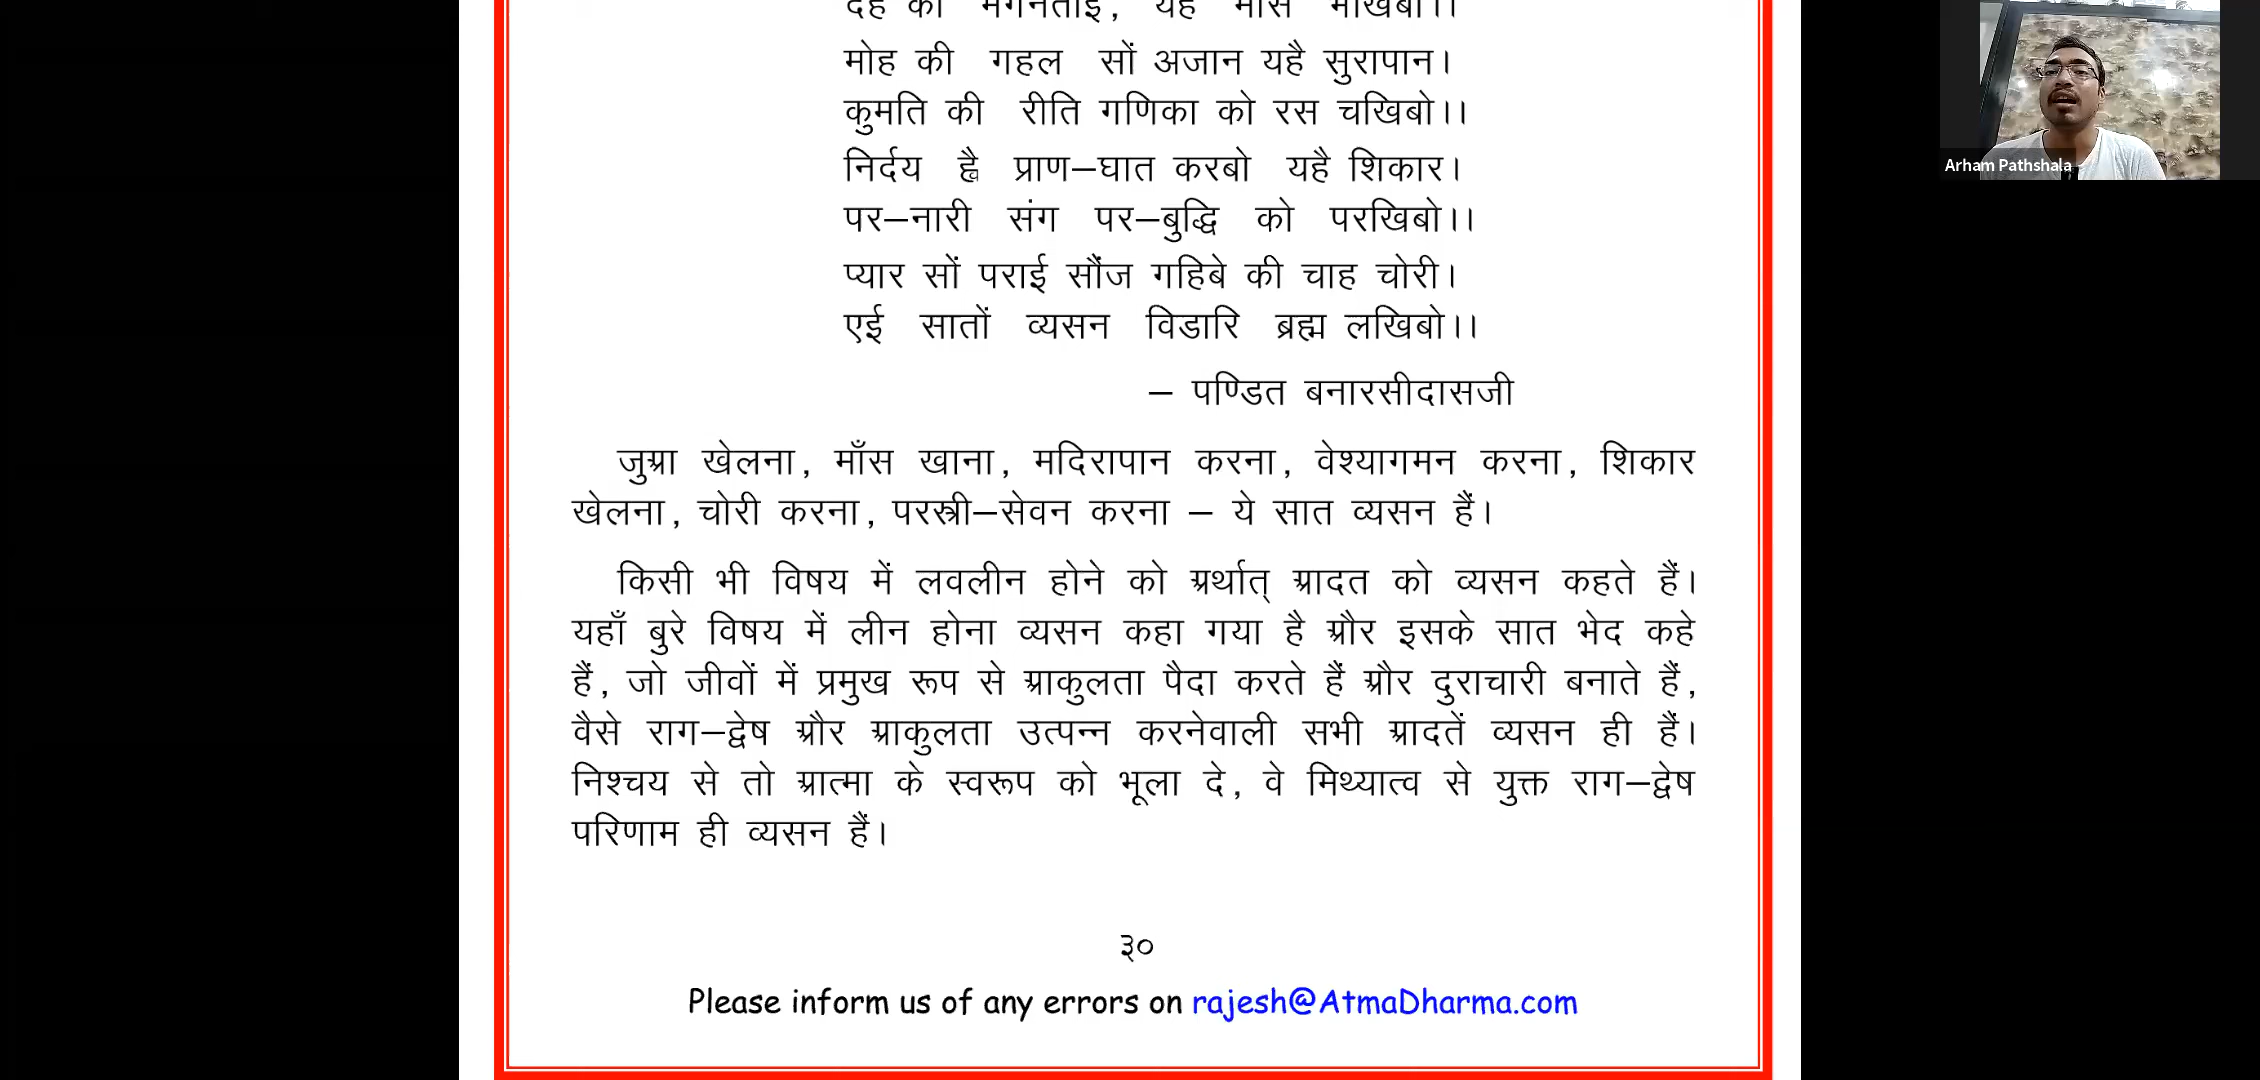 देह की मगनताई, यहै माँस भखिबो।।
मोह की गहल सों अजान यहै सुरापान।
कुमति की रीति गणिका को रस चखिबो।।
निर्दय ह्वै प्राण–घात करबो यहै शिकार।
पर–नारी संग पर–बुद्धि को परखिबो।।
प्यार सों पराई सौंज गहिबे की चाह चोरी।
एई सातों व्यसन विडारि ब्रह्म लखिबो।।
– पण्डित बनारसीदासजी
जुआ खेलना, माँस खाना, मदिरापान करना, वेश्यागमन करना, शिकार
खेलना, चोरी करना, परस्त्री–सेवन करना – ये सात व्यसन हैं।
किसी भी विषय में लवलीन होने को अर्थात् आदत को व्यसन कहते हैं।
यहाँ बुरे विषय में लीन होना व्यसन कहा गया है और इसके सात भेद कहे
हैं, जो जीवों में प्रमुख रूप से आकुलता पैदा करते हैं और दुराचारी बनाते हैं,
वैसे राग–द्वेष और आकुलता उत्पन्न करनेवाली सभी आदतें व्यसन ही हैं।
निश्चय से तो आत्मा के स्वरूप को भूला दे, वे मिथ्यात्व से युक्त राग–द्वेष
परिणाम ही व्यसन हैं।
३०
Please inform us of any errors on rajesh@AtmaDharma.com
Arham Pathshala